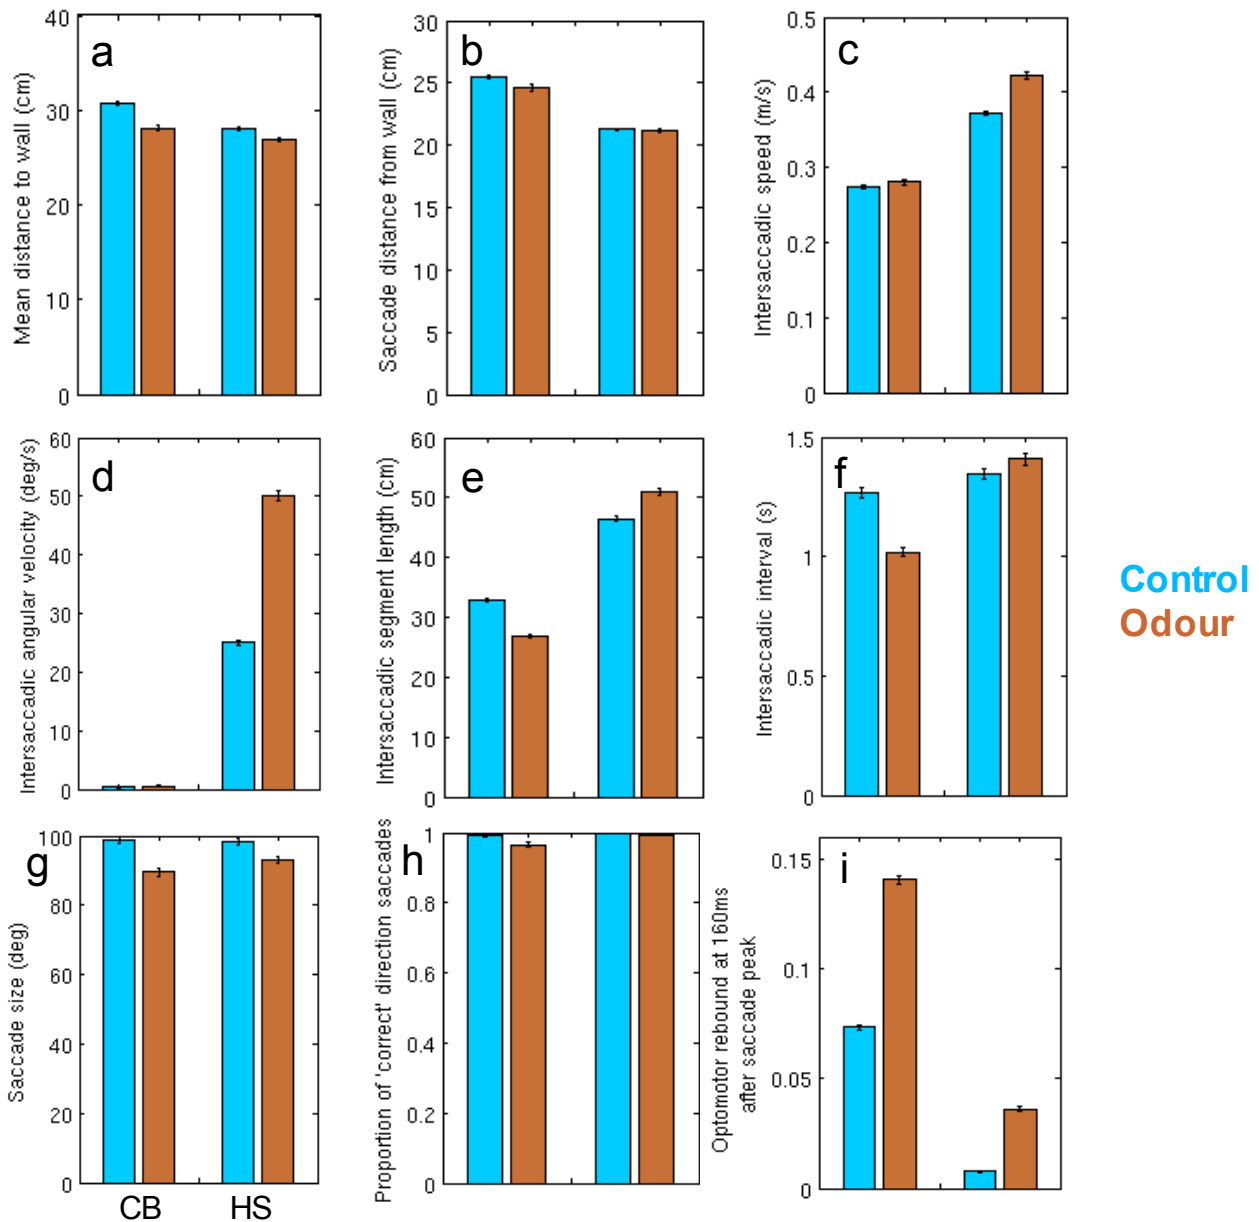 a
Mean distance to wall (cm)
40
30
20
10
0
b
Saccade distance from wall (cm)
30
25
20
15
10
5
0
c
Intersaccadic speed (m/s)
0.5
0.4
0.3
0.2
0.1
0
d
Intersaccadic angular velocity (deg/s)
60
50
40
30
20
10
0
e
Intersaccadic segment length (cm)
60
50
40
30
20
10
0
f
Intersaccadic interval (s)
1.5
1
0.5
0
Control
Odour
g
Saccade size (deg)
100
80
60
40
20
0
CB
HS
h
Proportion of 'correct' direction saccades
1
0.8
0.6
0.4
0.2
0
i
Optomotor rebound at 160ms
after saccade peak
0.15
0.1
0.05
0